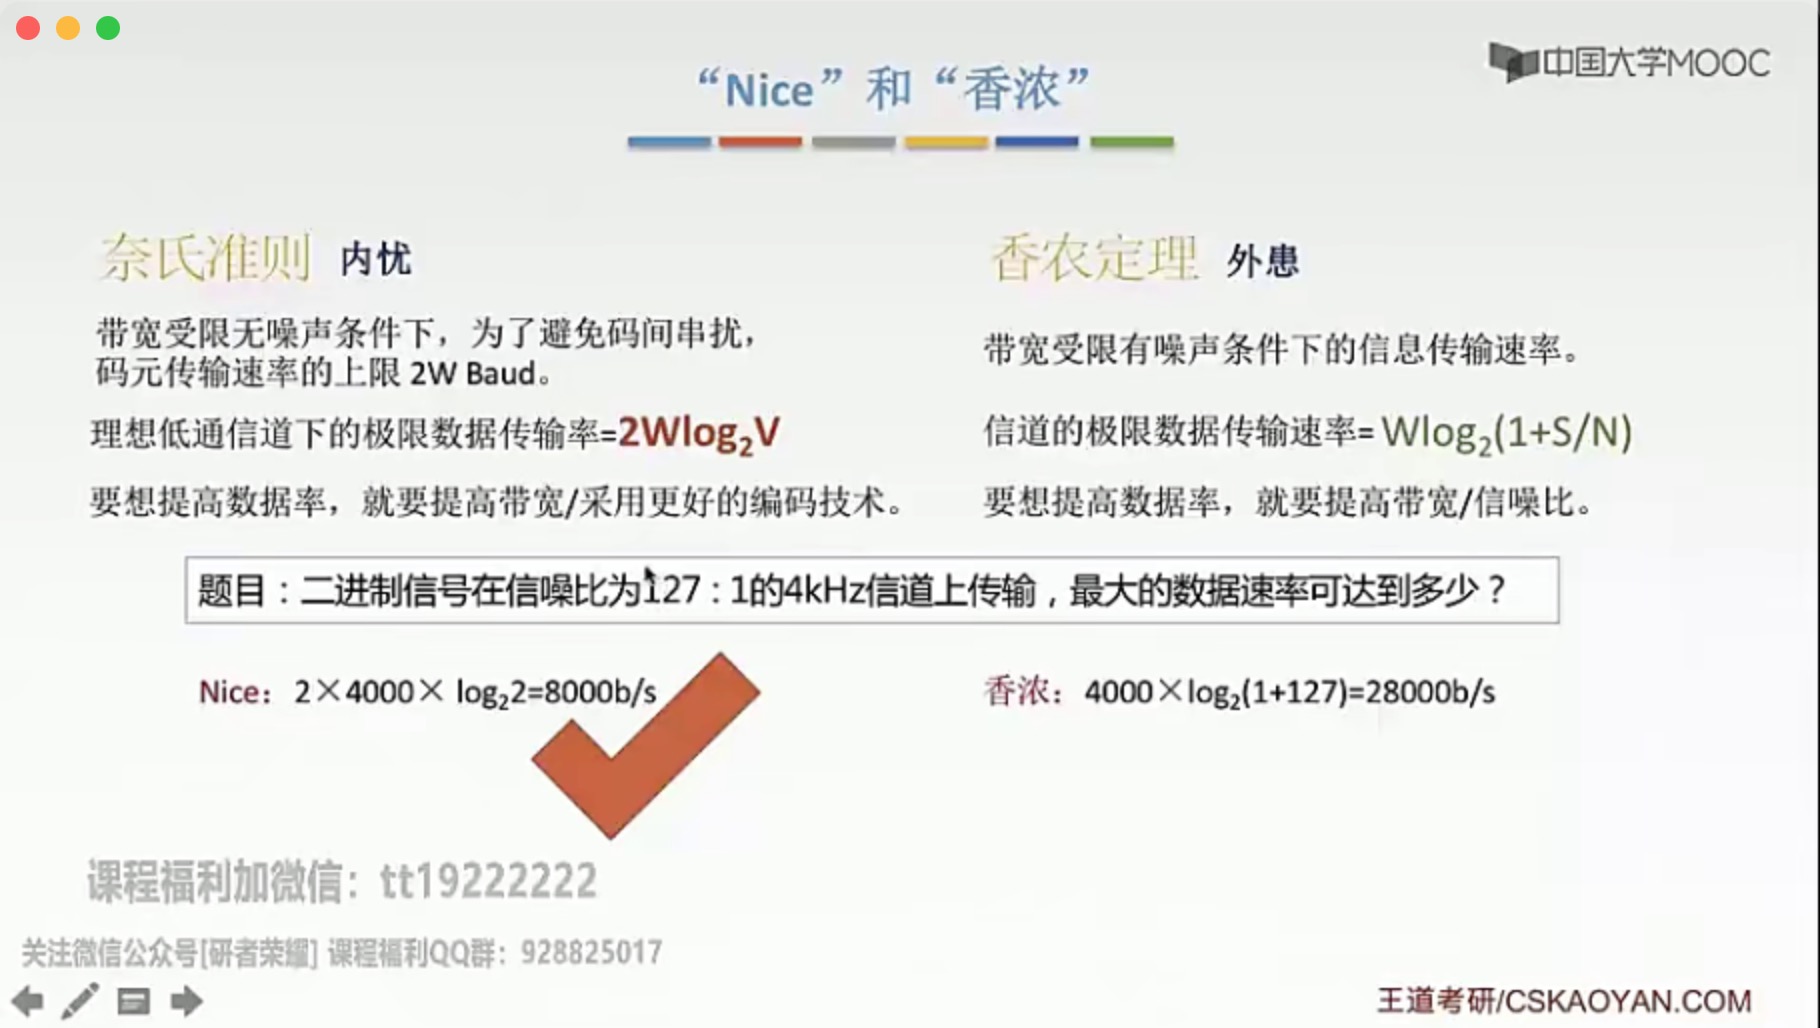 中国大学MOOC
“Nice”和“香浓”
奈氏准则 内忧
带宽受限无噪声条件下，为了避免码间串扰，
码元传输速率的上限 2W Baud。
理想低通信道下的极限数据传输率=2Wlog₂V
要想提高数据率，就要提高带宽/采用更好的编码技术。
香农定理 外患
带宽受限有噪声条件下的信息传输速率。
信道的极限数据传输速率=Wlog₂(1+S/N)
要想提高数据率，就要提高带宽/信噪比。
题目：二进制信号在信噪比为127：1的4kHz信道上传输，最大的数据速率可达到多少？
Nice：2×4000× log₂2=8000b/s
香浓：4000×log₂(1+127)=28000b/s
课程福利加微信：tt19222222
关注微信公众号[研者荣耀] 课程福利QQ群：928825017
王道考研/CSKAOYAN.COM